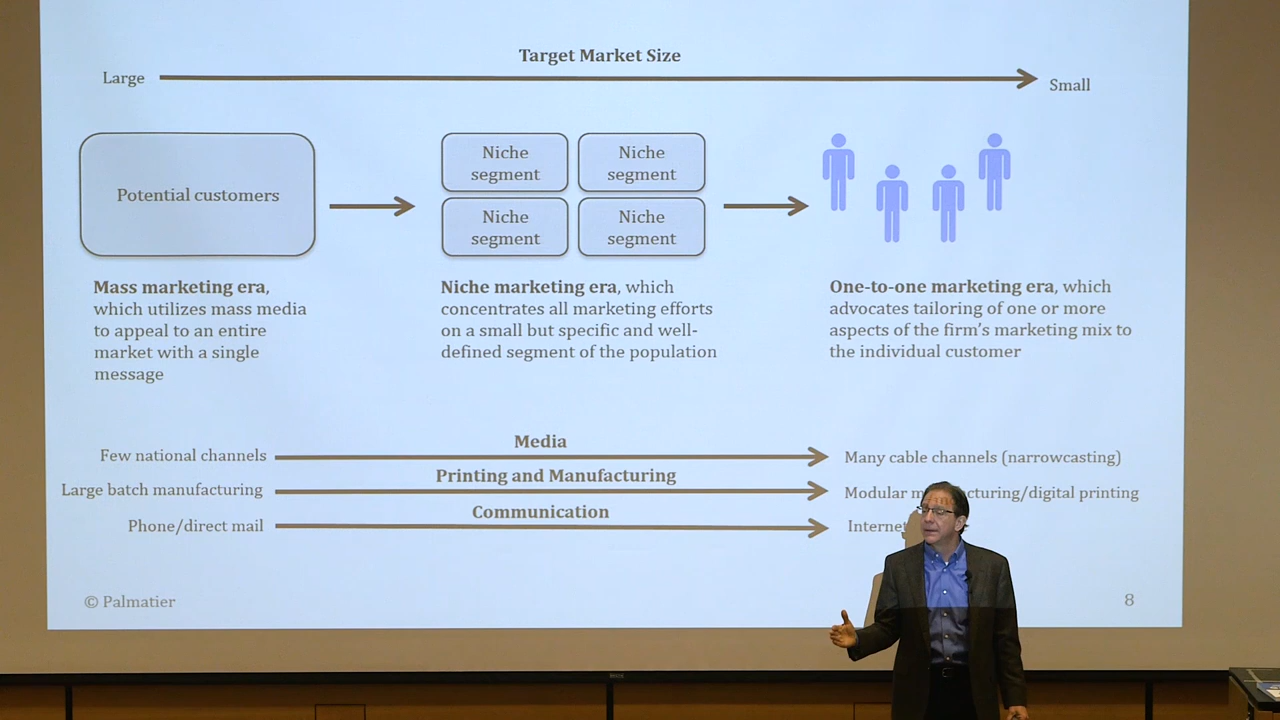 Target Market Size
Large
Small
Potential customers
Niche
segment
Niche
segment
Niche
segment
Niche
segment
Mass marketing era,
which utilizes mass media
to appeal to an entire
market with a single
message
Niche marketing era, which
concentrates all marketing efforts
on a small but specific and well-
defined segment of the population
One-to-one marketing era, which
advocates tailoring of one or more
aspects of the firm's marketing mix to
the individual customer
Media
Few national channels
Many cable channels (narrowcasting)
Printing and Manufacturing
Large batch manufacturing
Modular manufacturing/digital printing
Communication
Phone/direct mail
Internet
© Palmatier
8